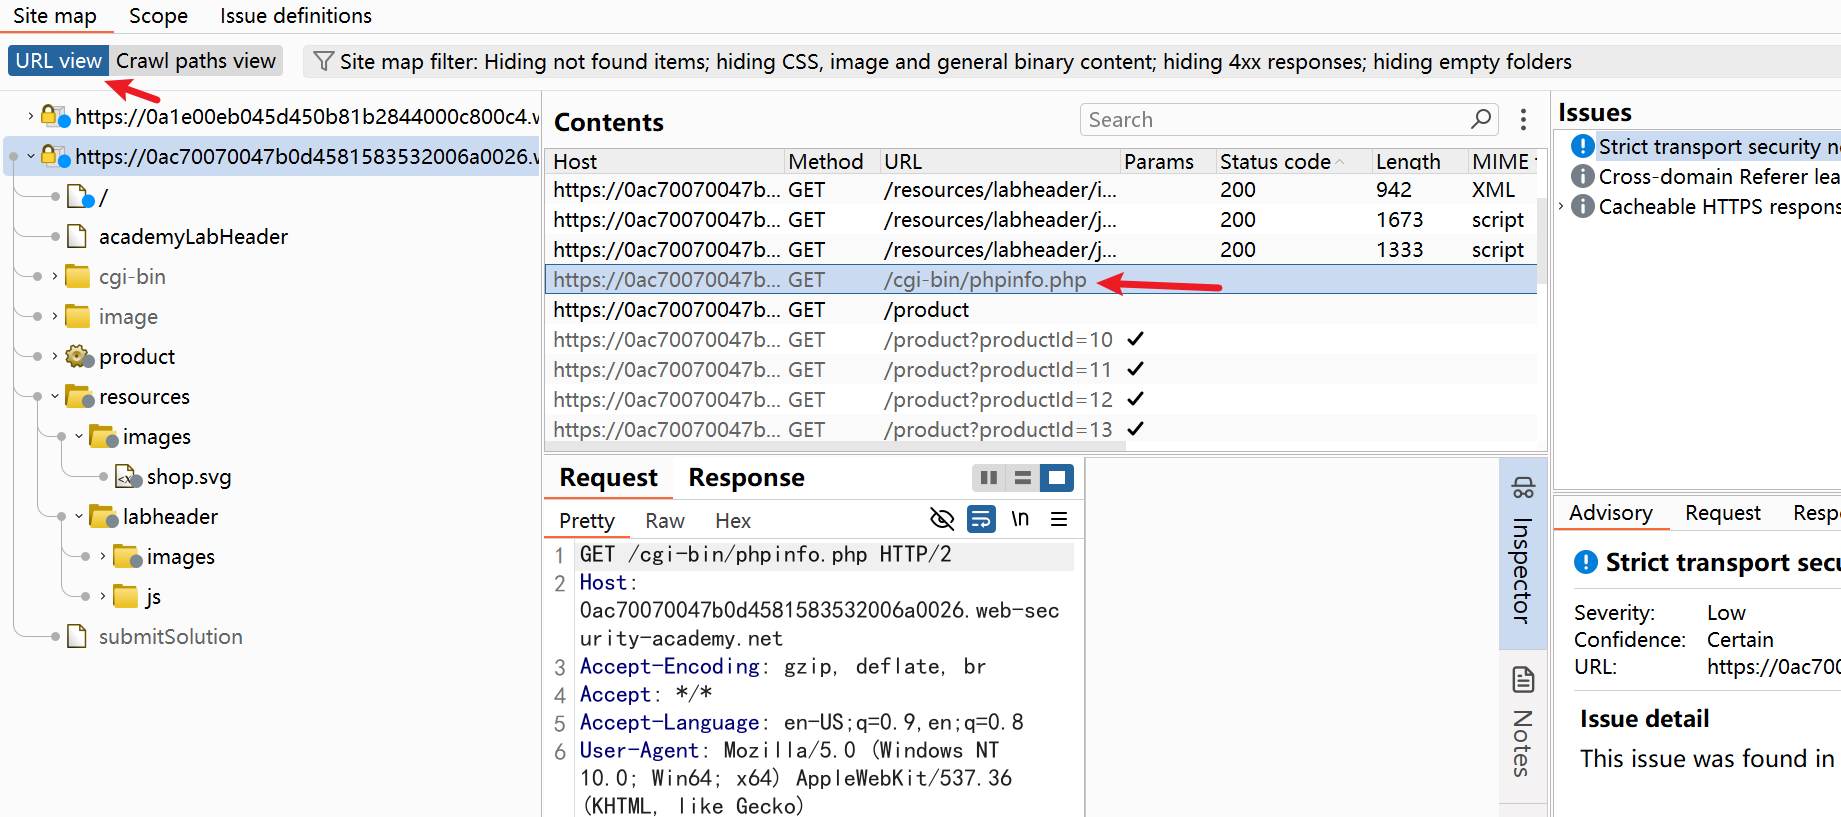 Site map Scope Issue definitions
URL view Crawl paths view Site map filter: Hiding not found items; hiding CSS, image and general binary content; hiding 4xx responses; hiding empty folders
https://0a1e00eb045d450b81b2844000c800c4.w
https://0ac70070047b0d4581583532006a0026.w
/
academyLabHeader
cgi-bin
image
product
resources
images
shop.svg
labheader
images
js
submitSolution
Contents Search
Host Method URL Params Status code Length MIME
https://0ac70070047b... GET /resources/labheader/i... 200 942 XML
https://0ac70070047b... GET /resources/labheader/j... 200 1673 script
https://0ac70070047b... GET /resources/labheader/j... 200 1333 script
https://0ac70070047b... GET /cgi-bin/phpinfo.php
https://0ac70070047b... GET /product
https://0ac70070047b... GET /product?productId=10 ✓
https://0ac70070047b... GET /product?productId=11 ✓
https://0ac70070047b... GET /product?productId=12 ✓
https://0ac70070047b... GET /product?productId=13 ✓
Request Response
Pretty Raw Hex \n
1 GET /cgi-bin/phpinfo.php HTTP/2
2 Host:
0ac70070047b0d4581583532006a0026.web-sec
urity-academy.net
3 Accept-Encoding: gzip, deflate, br
4 Accept: */*
5 Accept-Language: en-US;q=0.9,en;q=0.8
6 User-Agent: Mozilla/5.0 (Windows NT
10.0; Win64; x64) AppleWebKit/537.36
(KHTML, like Gecko)
Inspector
Notes
Issues
Strict transport security n
Cross-domain Referer lea
Cacheable HTTPS respons
Advisory Request Resp
Strict transport secu
Severity: Low
Confidence: Certain
URL: https://0ac700
Issue detail
This issue was found in